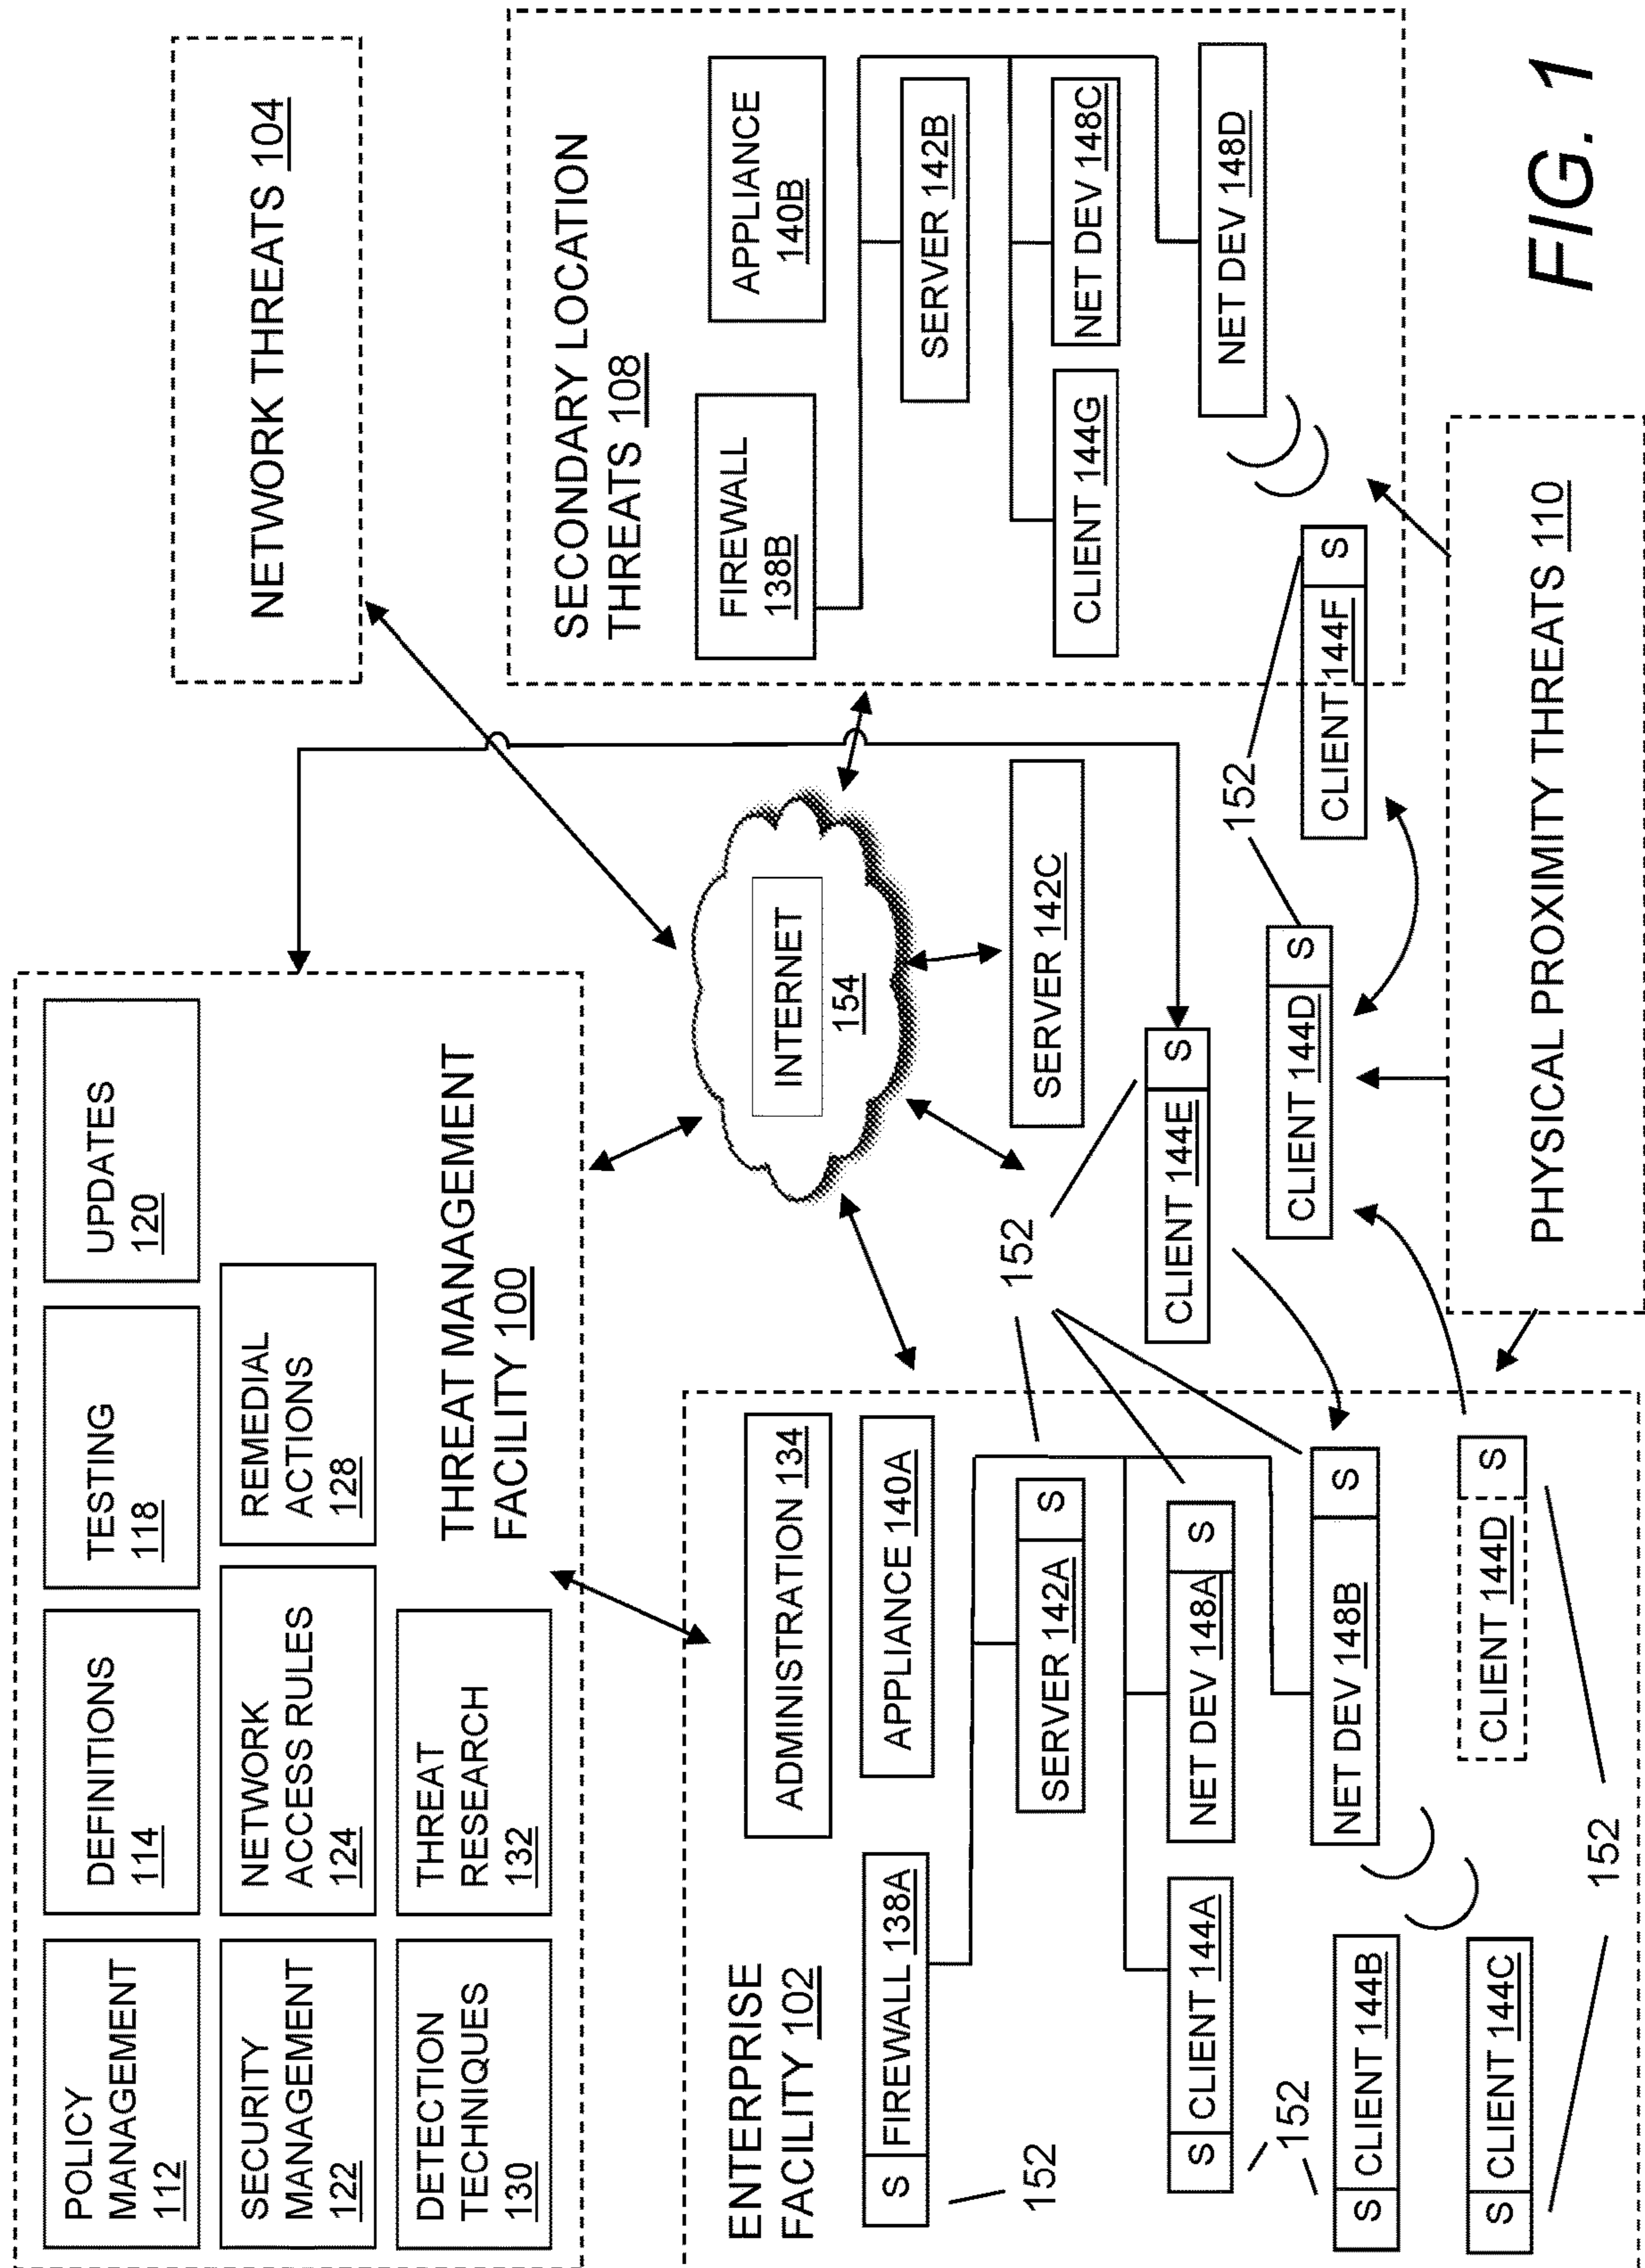 POLICY
MANAGEMENT
112
DEFINITIONS
114
TESTING
118
UPDATES
120
SECURITY
MANAGEMENT
122
NETWORK
ACCESS RULES
124
REMEDIAL
ACTIONS
128
DETECTION
TECHNIQUES
130
THREAT
RESEARCH
132
THREAT MANAGEMENT
FACILITY 100
NETWORK THREATS 104
INTERNET
154
SERVER 142C
ENTERPRISE
FACILITY 102
ADMINISTRATION 134
S FIREWALL 138A
APPLIANCE 140A
152
SERVER 142A S
152
S CLIENT 144A
NET DEV 148A S
152
S CLIENT 144B
NET DEV 148B S
S CLIENT 144C
CLIENT 144D S
152
CLIENT 144E S
CLIENT 144D S
152
CLIENT 144F S
SECONDARY LOCATION
THREATS 108
FIREWALL
138B
APPLIANCE
140B
SERVER 142B
CLIENT 144G
NET DEV 148C
NET DEV 148D
PHYSICAL PROXIMITY THREATS 110
FIG. 1